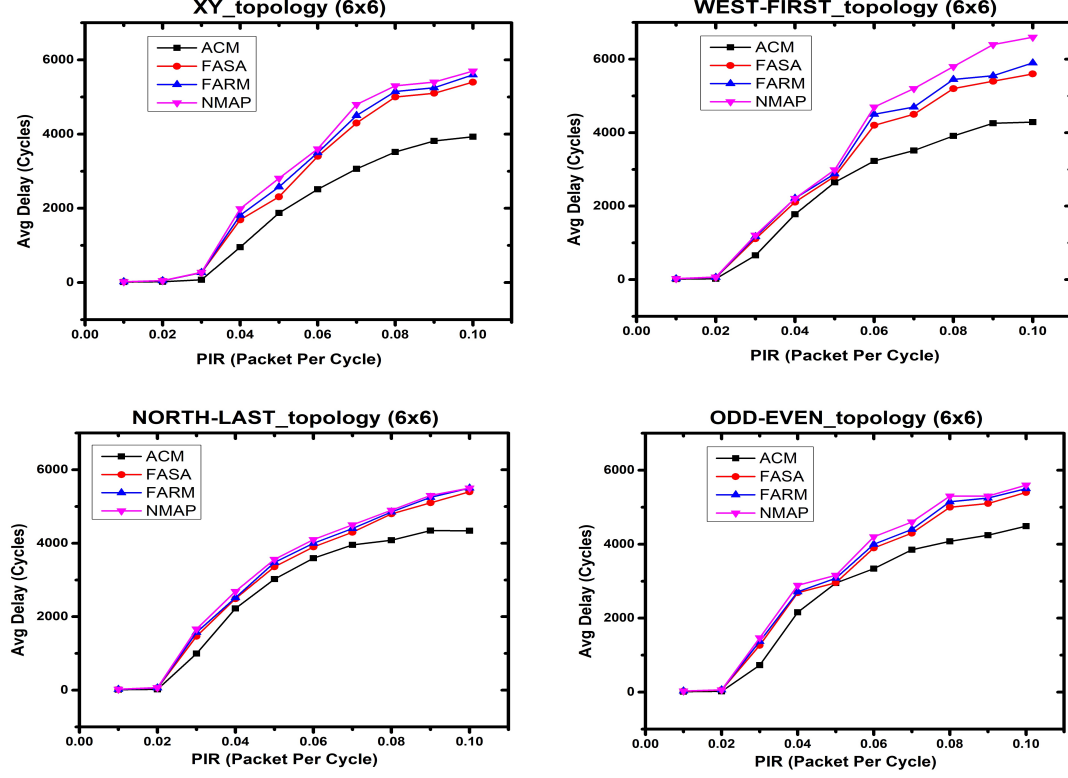 XY_topology (6x6)
ACM
FASA
FARM
NMAP
6000
4000
2000
0
Avg Delay (Cycles)
0.00 0.02 0.04 0.06 0.08 0.10
PIR (Packet Per Cycle)
WEST-FIRST_topology (6x6)
ACM
FASA
FARM
NMAP
6000
4000
2000
0
Avg Delay (Cycles)
0.00 0.02 0.04 0.06 0.08 0.10
PIR (Packet Per Cycle)
NORTH-LAST_topology (6x6)
ACM
FASA
FARM
NMAP
6000
4000
2000
0
Avg Delay (Cycles)
0.00 0.02 0.04 0.06 0.08 0.10
PIR (Packet Per Cycle)
ODD-EVEN_topology (6x6)
ACM
FASA
FARM
NMAP
6000
4000
2000
0
Avg Delay (Cycles)
0.00 0.02 0.04 0.06 0.08 0.10
PIR (Packet Per Cycle)